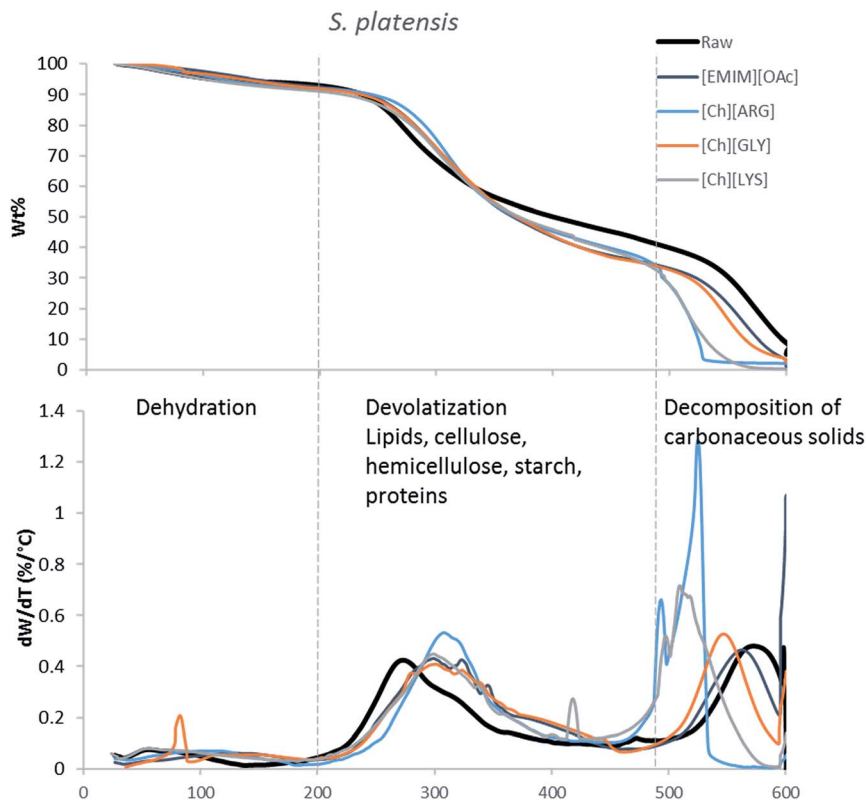 S. platensis
Raw
[EMIM][OAc]
[Ch][ARG]
[Ch][GLY]
[Ch][LYS]
100
90
80
70
60
50
40
30
20
10
0
Wt%
Dehydration
Devolatization
Lipids, cellulose,
hemicellulose, starch,
proteins
Decomposition of
carbonaceous solids
1.4
1.2
1
0.8
0.6
0.4
0.2
0
dW/dT (%/°C)
0 100 200 300 400 500 600